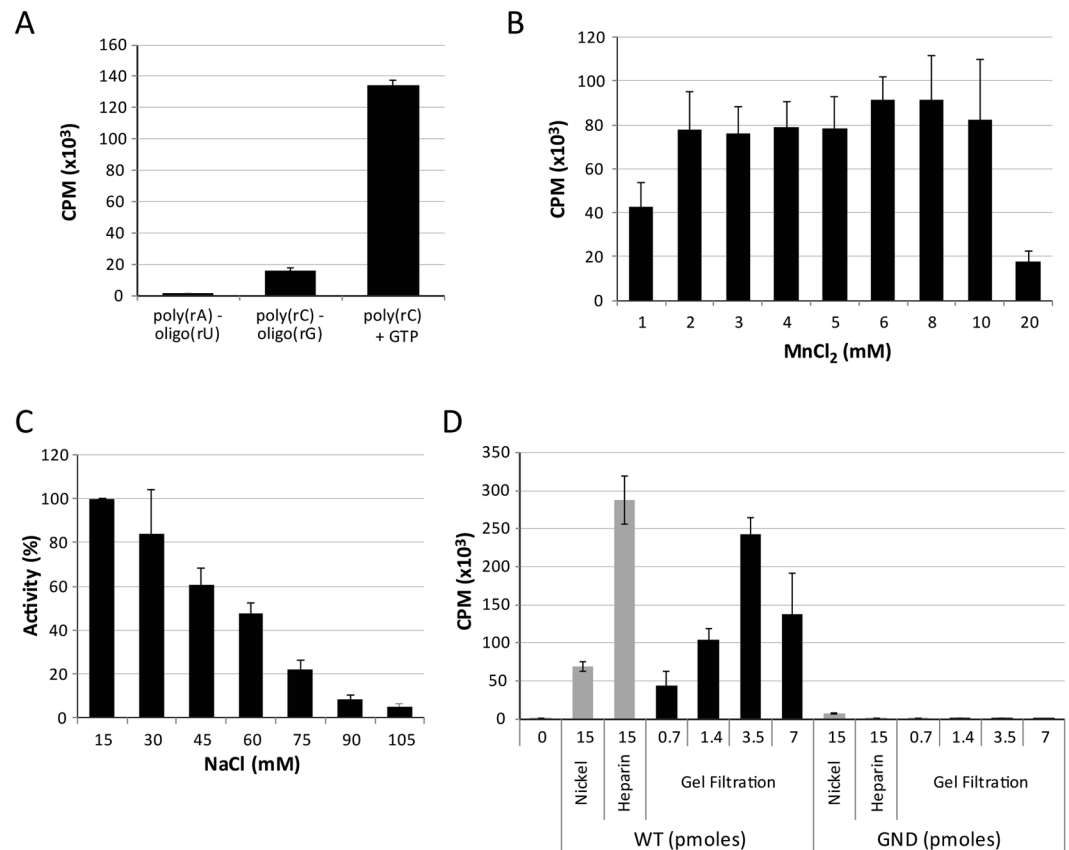 A
CPM (x10³)
160
140
120
100
80
60
40
20
0
poly(rA) - oligo(rU)
poly(rC) - oligo(rG)
poly(rC) + GTP
B
CPM (x10³)
120
100
80
60
40
20
0
1 2 3 4 5 6 8 10 20
MnCl₂ (mM)
C
Activity (%)
120
100
80
60
40
20
0
15 30 45 60 75 90 105
NaCl (mM)
D
CPM (x10³)
350
300
250
200
150
100
50
0
0 15 15 0.7 1.4 3.5 7 15 15 0.7 1.4 3.5 7
Nickel Heparin Gel Filtration Nickel Heparin Gel Filtration
WT (pmoles) GND (pmoles)